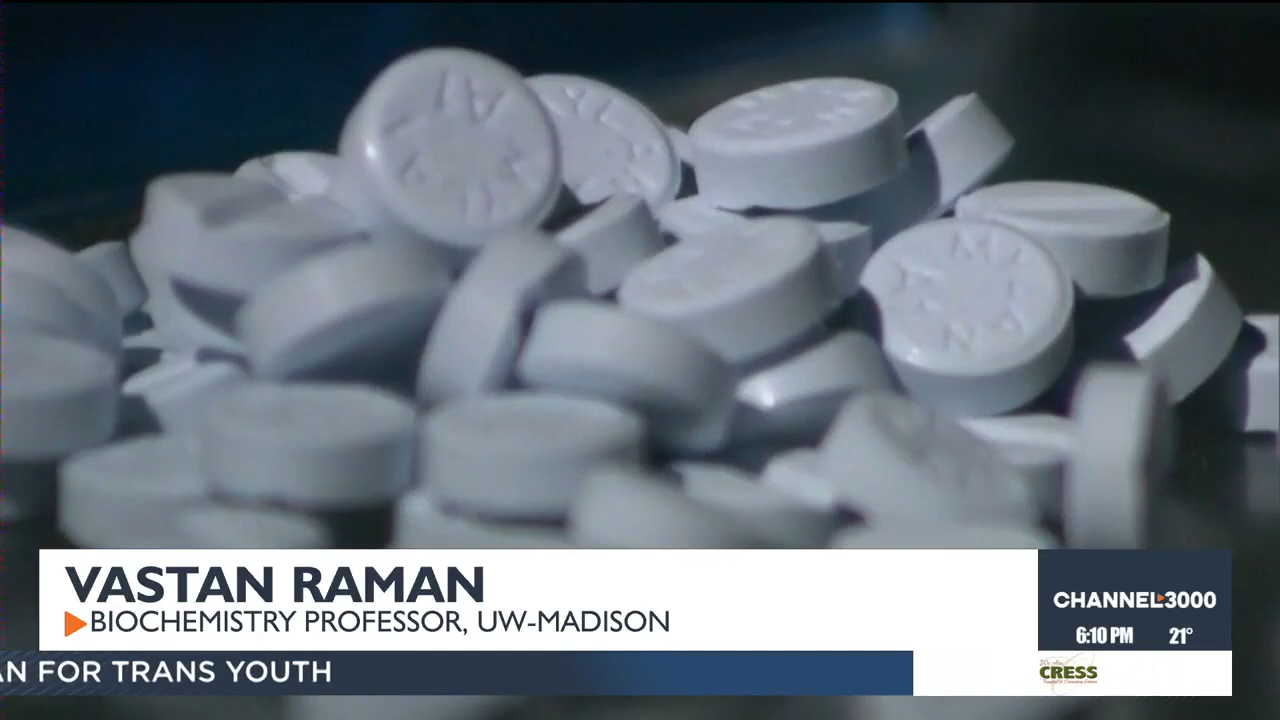 VASTAN RAMAN
BIOCHEMISTRY PROFESSOR, UW-MADISON
CHANNEL3000
6:10 PM 21°
AN FOR TRANS YOUTH
CRESS